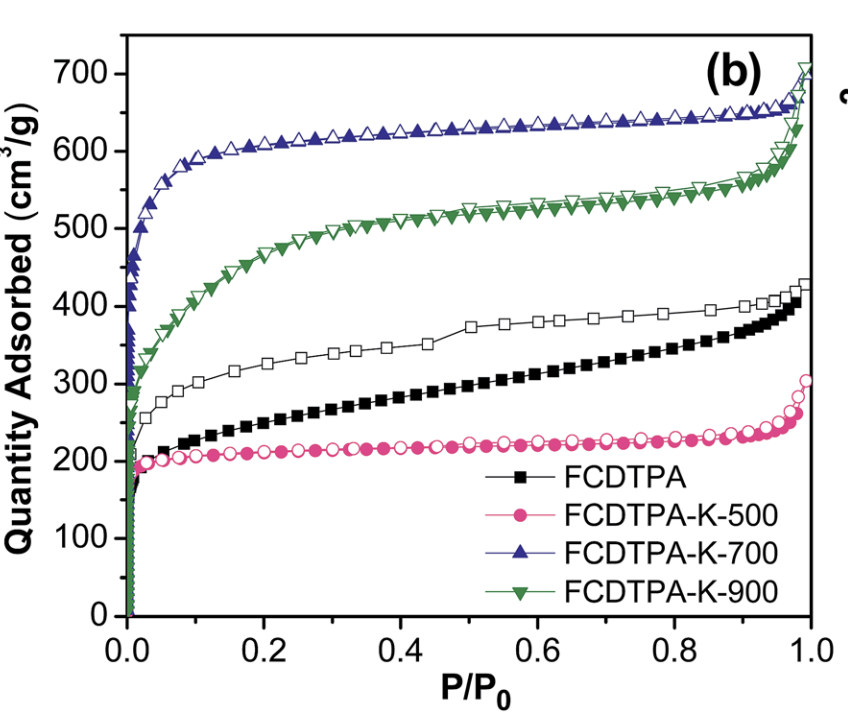 (b)
Quantity Adsorbed (cm³/g)
700
600
500
400
300
200
100
0
FCDTPA
FCDTPA-K-500
FCDTPA-K-700
FCDTPA-K-900
0.0 0.2 0.4 0.6 0.8 1.0
P/P₀